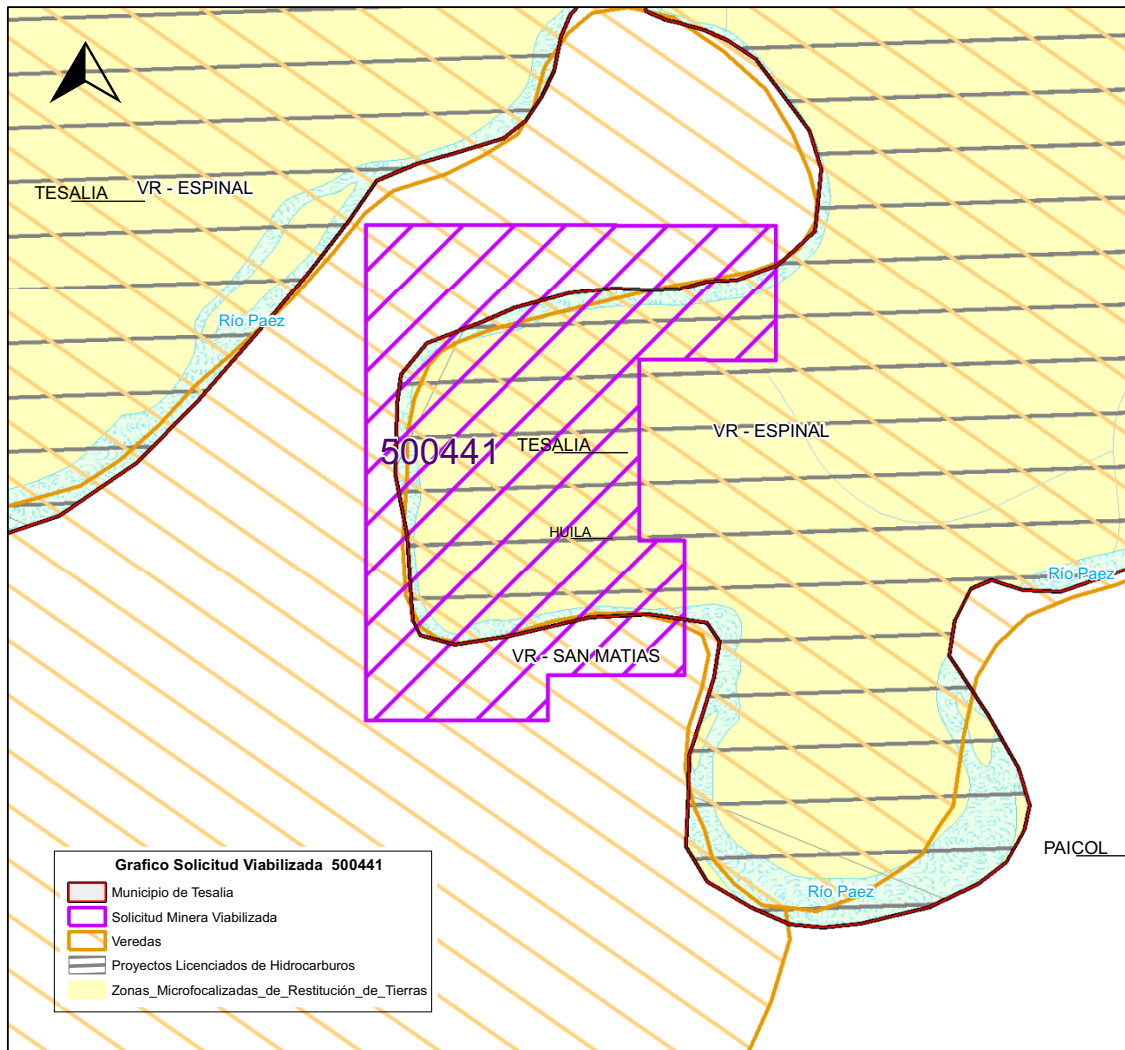 TESALIA
VR - ESPINAL
Río Paez
500441
TESALIA
VR - ESPINAL
HUILA
Río Paez
VR - SAN MATIAS
PAICOL
Río Paez
Grafico Solicitud Viabilizada 500441
Municipio de Tesalia
Solicitud Minera Viabilizada
Veredas
Proyectos Licenciados de Hidrocarburos
Zonas_Microfocalizadas_de_Restitución_de_Tierras